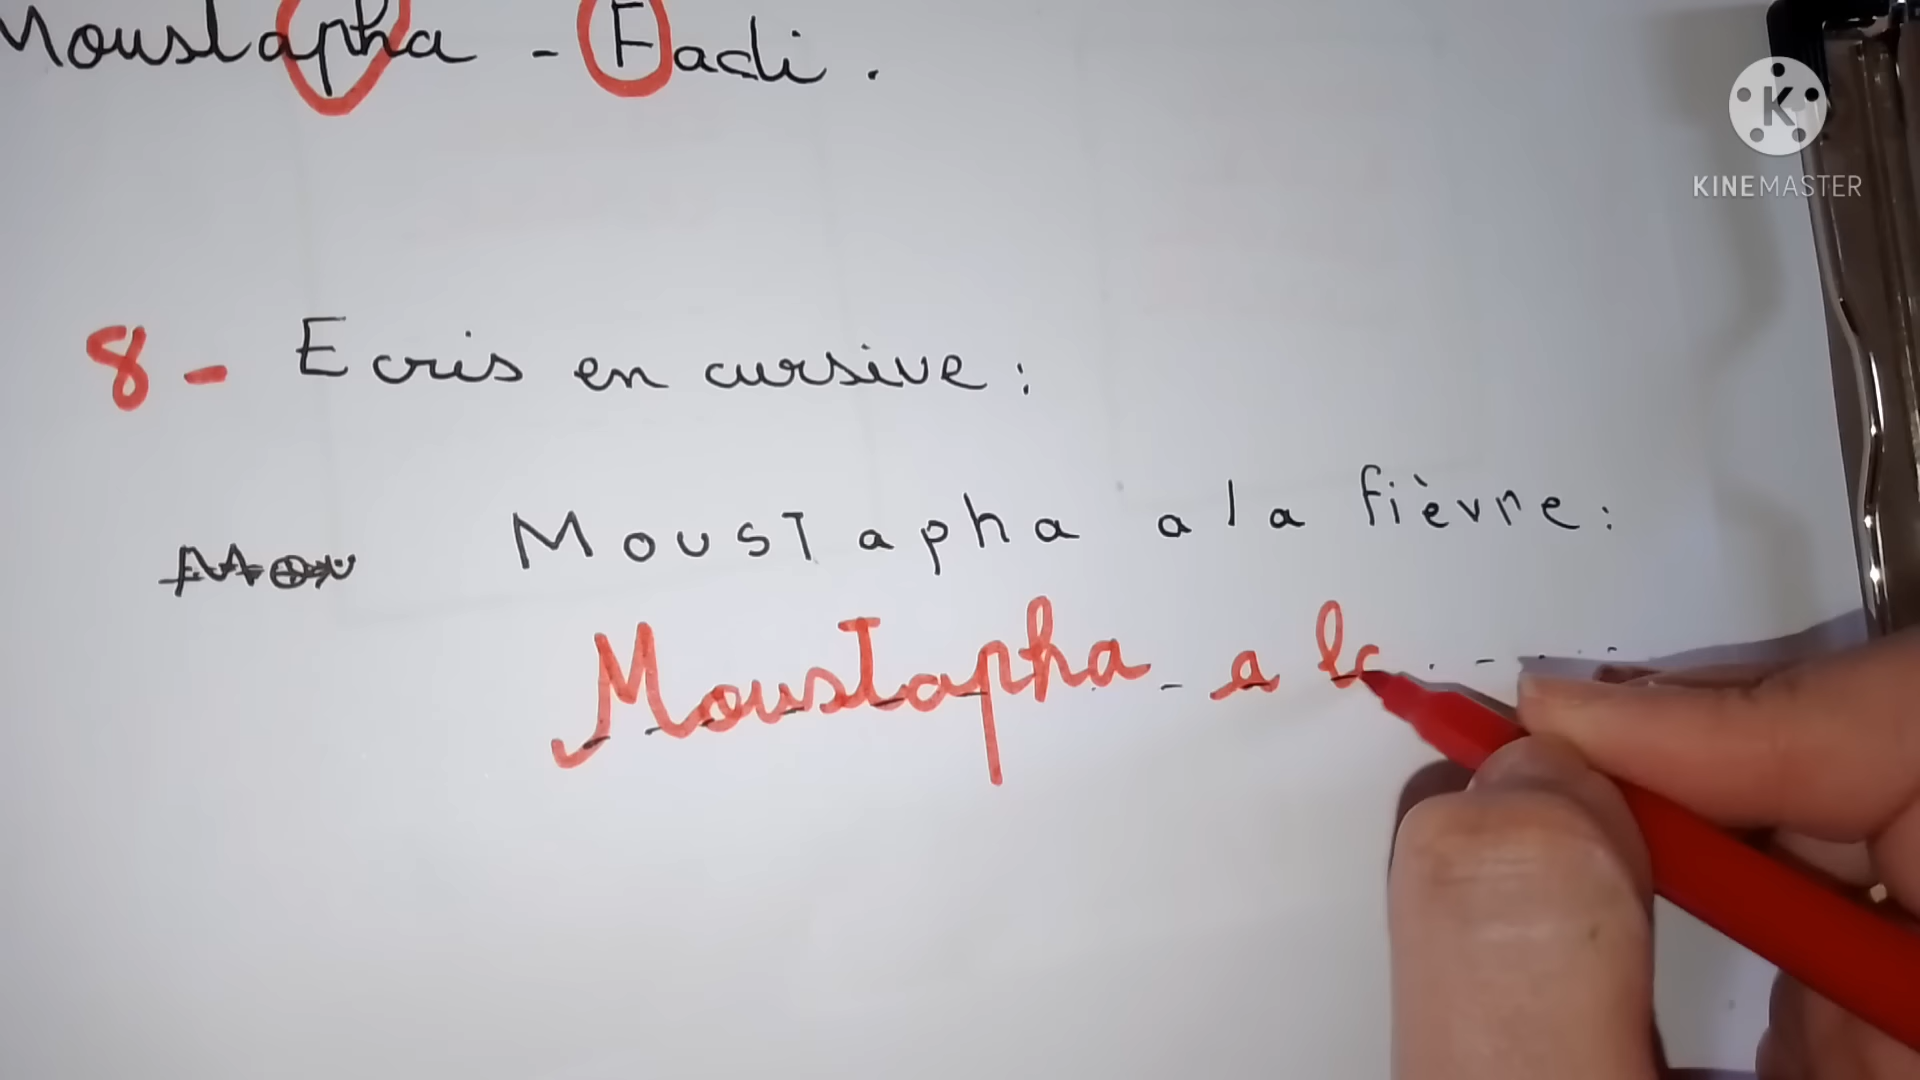 Moustapha - Fadi.
K
KINEMASTER
8- Ecris en cursive:
Moustapha a la fièvre:
Moustapha a la